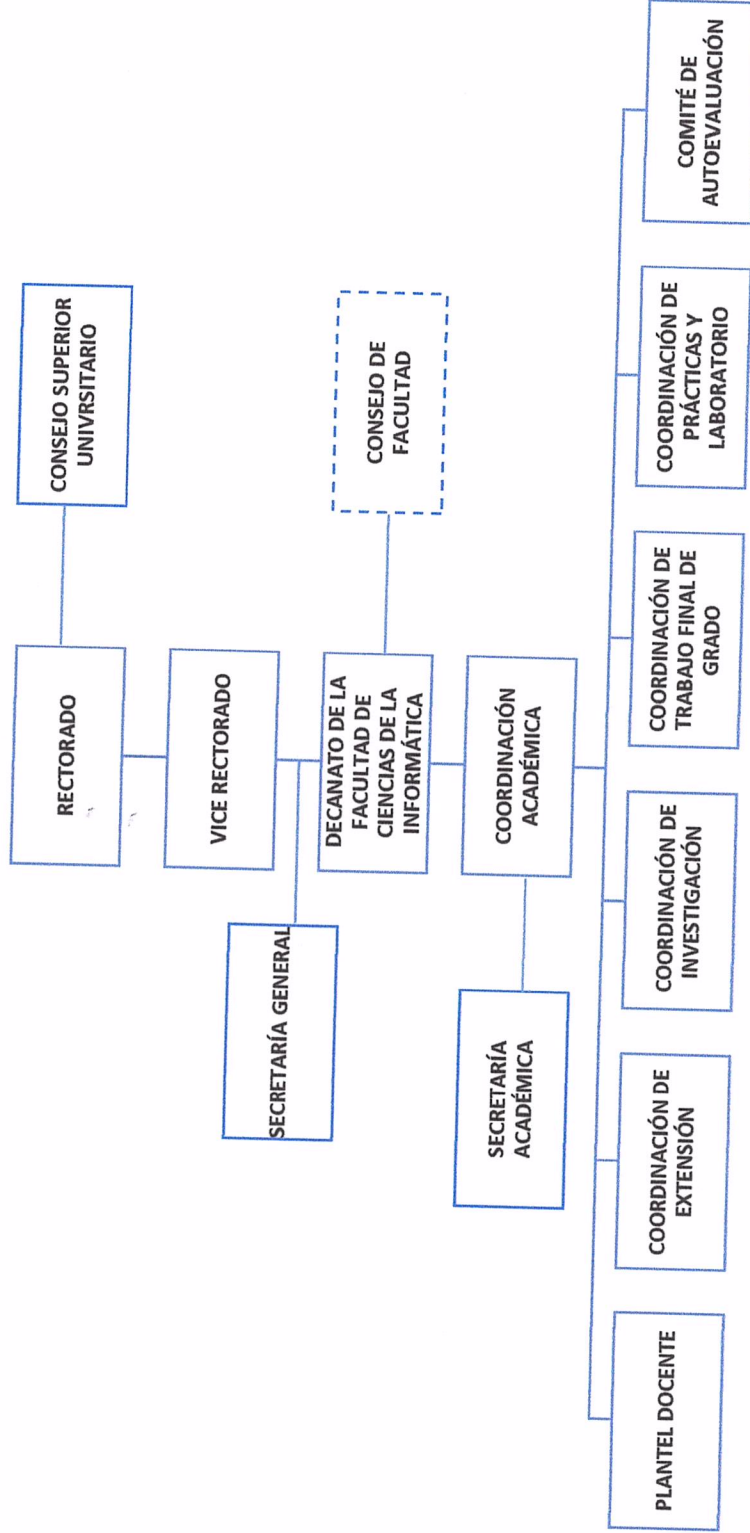 RECTORADO
CONSEJO SUPERIOR
UNIVRSITARIO
VICE RECTORADO
SECRETARÍA GENERAL
DECANATO DE LA
FACULTAD DE
CIENCIAS DE LA
INFORMÁTICA
CONSEJO DE
FACULTAD
COORDINACIÓN
ACADÉMICA
SECRETARÍA
ACADÉMICA
PLANTEL DOCENTE
COORDINACIÓN DE
EXTENSIÓN
COORDINACIÓN DE
INVESTIGACIÓN
COORDINACIÓN DE
TRABAJO FINAL DE
GRADO
COORDINACIÓN DE
PRÁCTICAS Y
LABORATORIO
COMITÉ DE
AUTOEVALUACIÓN